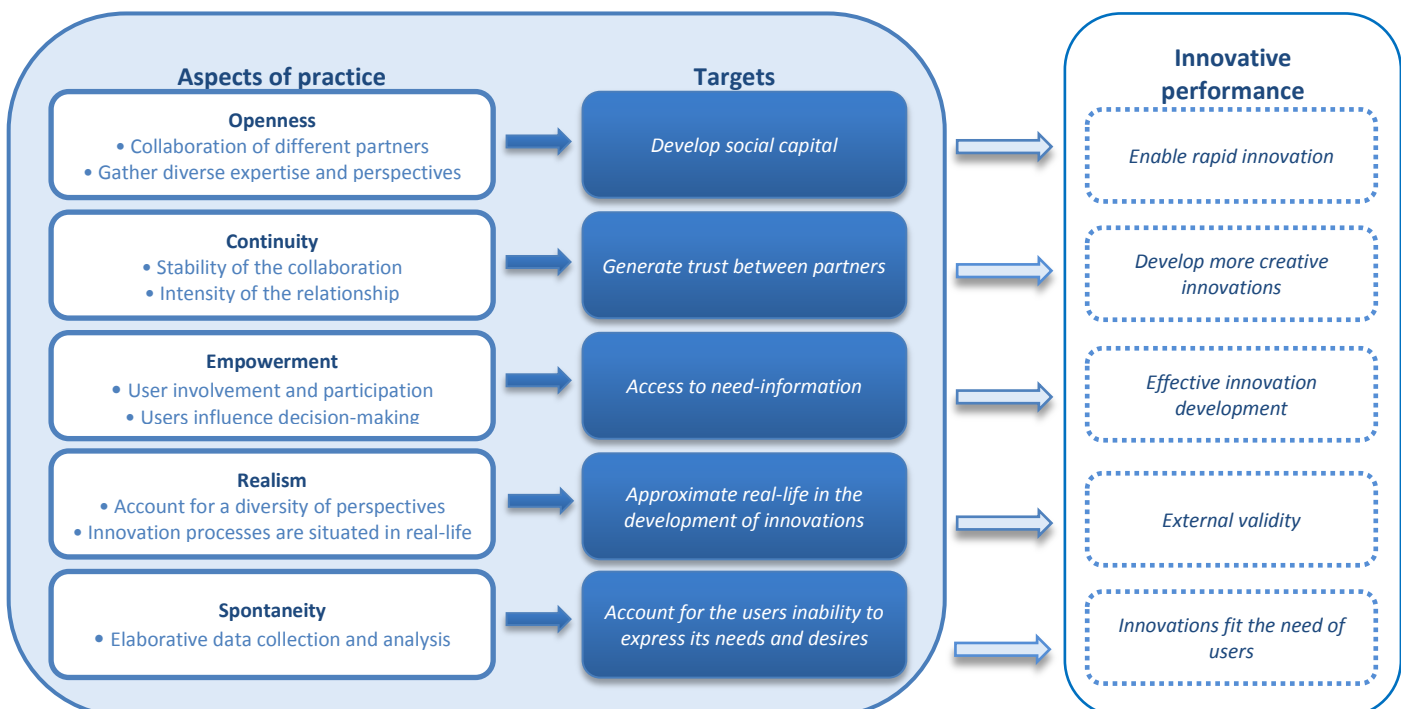 Aspects of practice
Targets
Innovative
performance
Openness
• Collaboration of different partners
• Gather diverse expertise and perspectives
Develop social capital
Enable rapid innovation
Continuity
• Stability of the collaboration
• Intensity of the relationship
Generate trust between partners
Develop more creative
innovations
Empowerment
• User involvement and participation
• Users influence decision-making
Access to need-information
Effective innovation
development
Realism
• Account for a diversity of perspectives
• Innovation processes are situated in real-life
Approximate real-life in the
development of innovations
External validity
Spontaneity
• Elaborative data collection and analysis
Account for the users inability to
express its needs and desires
Innovations fit the need of
users